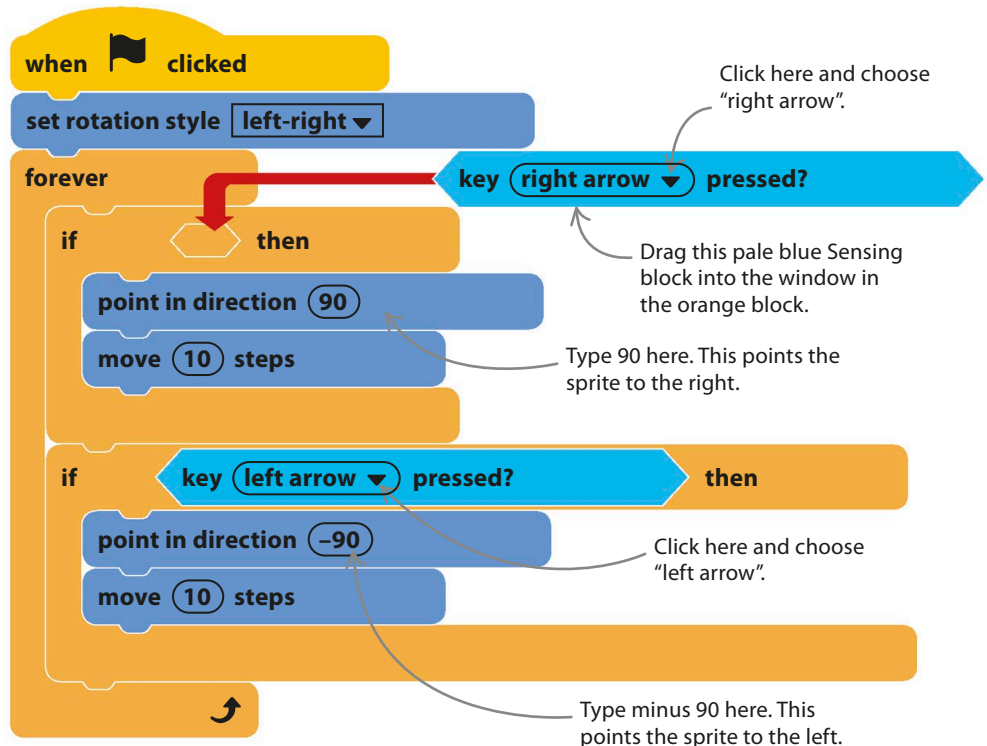 when clicked
set rotation style left-right
forever
Click here and choose
"right arrow".
key right arrow pressed?
if then
Drag this pale blue Sensing
block into the window in
the orange block.
point in direction 90
move 10 steps
Type 90 here. This points the
sprite to the right.
if key left arrow pressed? then
point in direction –90
move 10 steps
Click here and choose
"left arrow".
Type minus 90 here. This
points the sprite to the left.